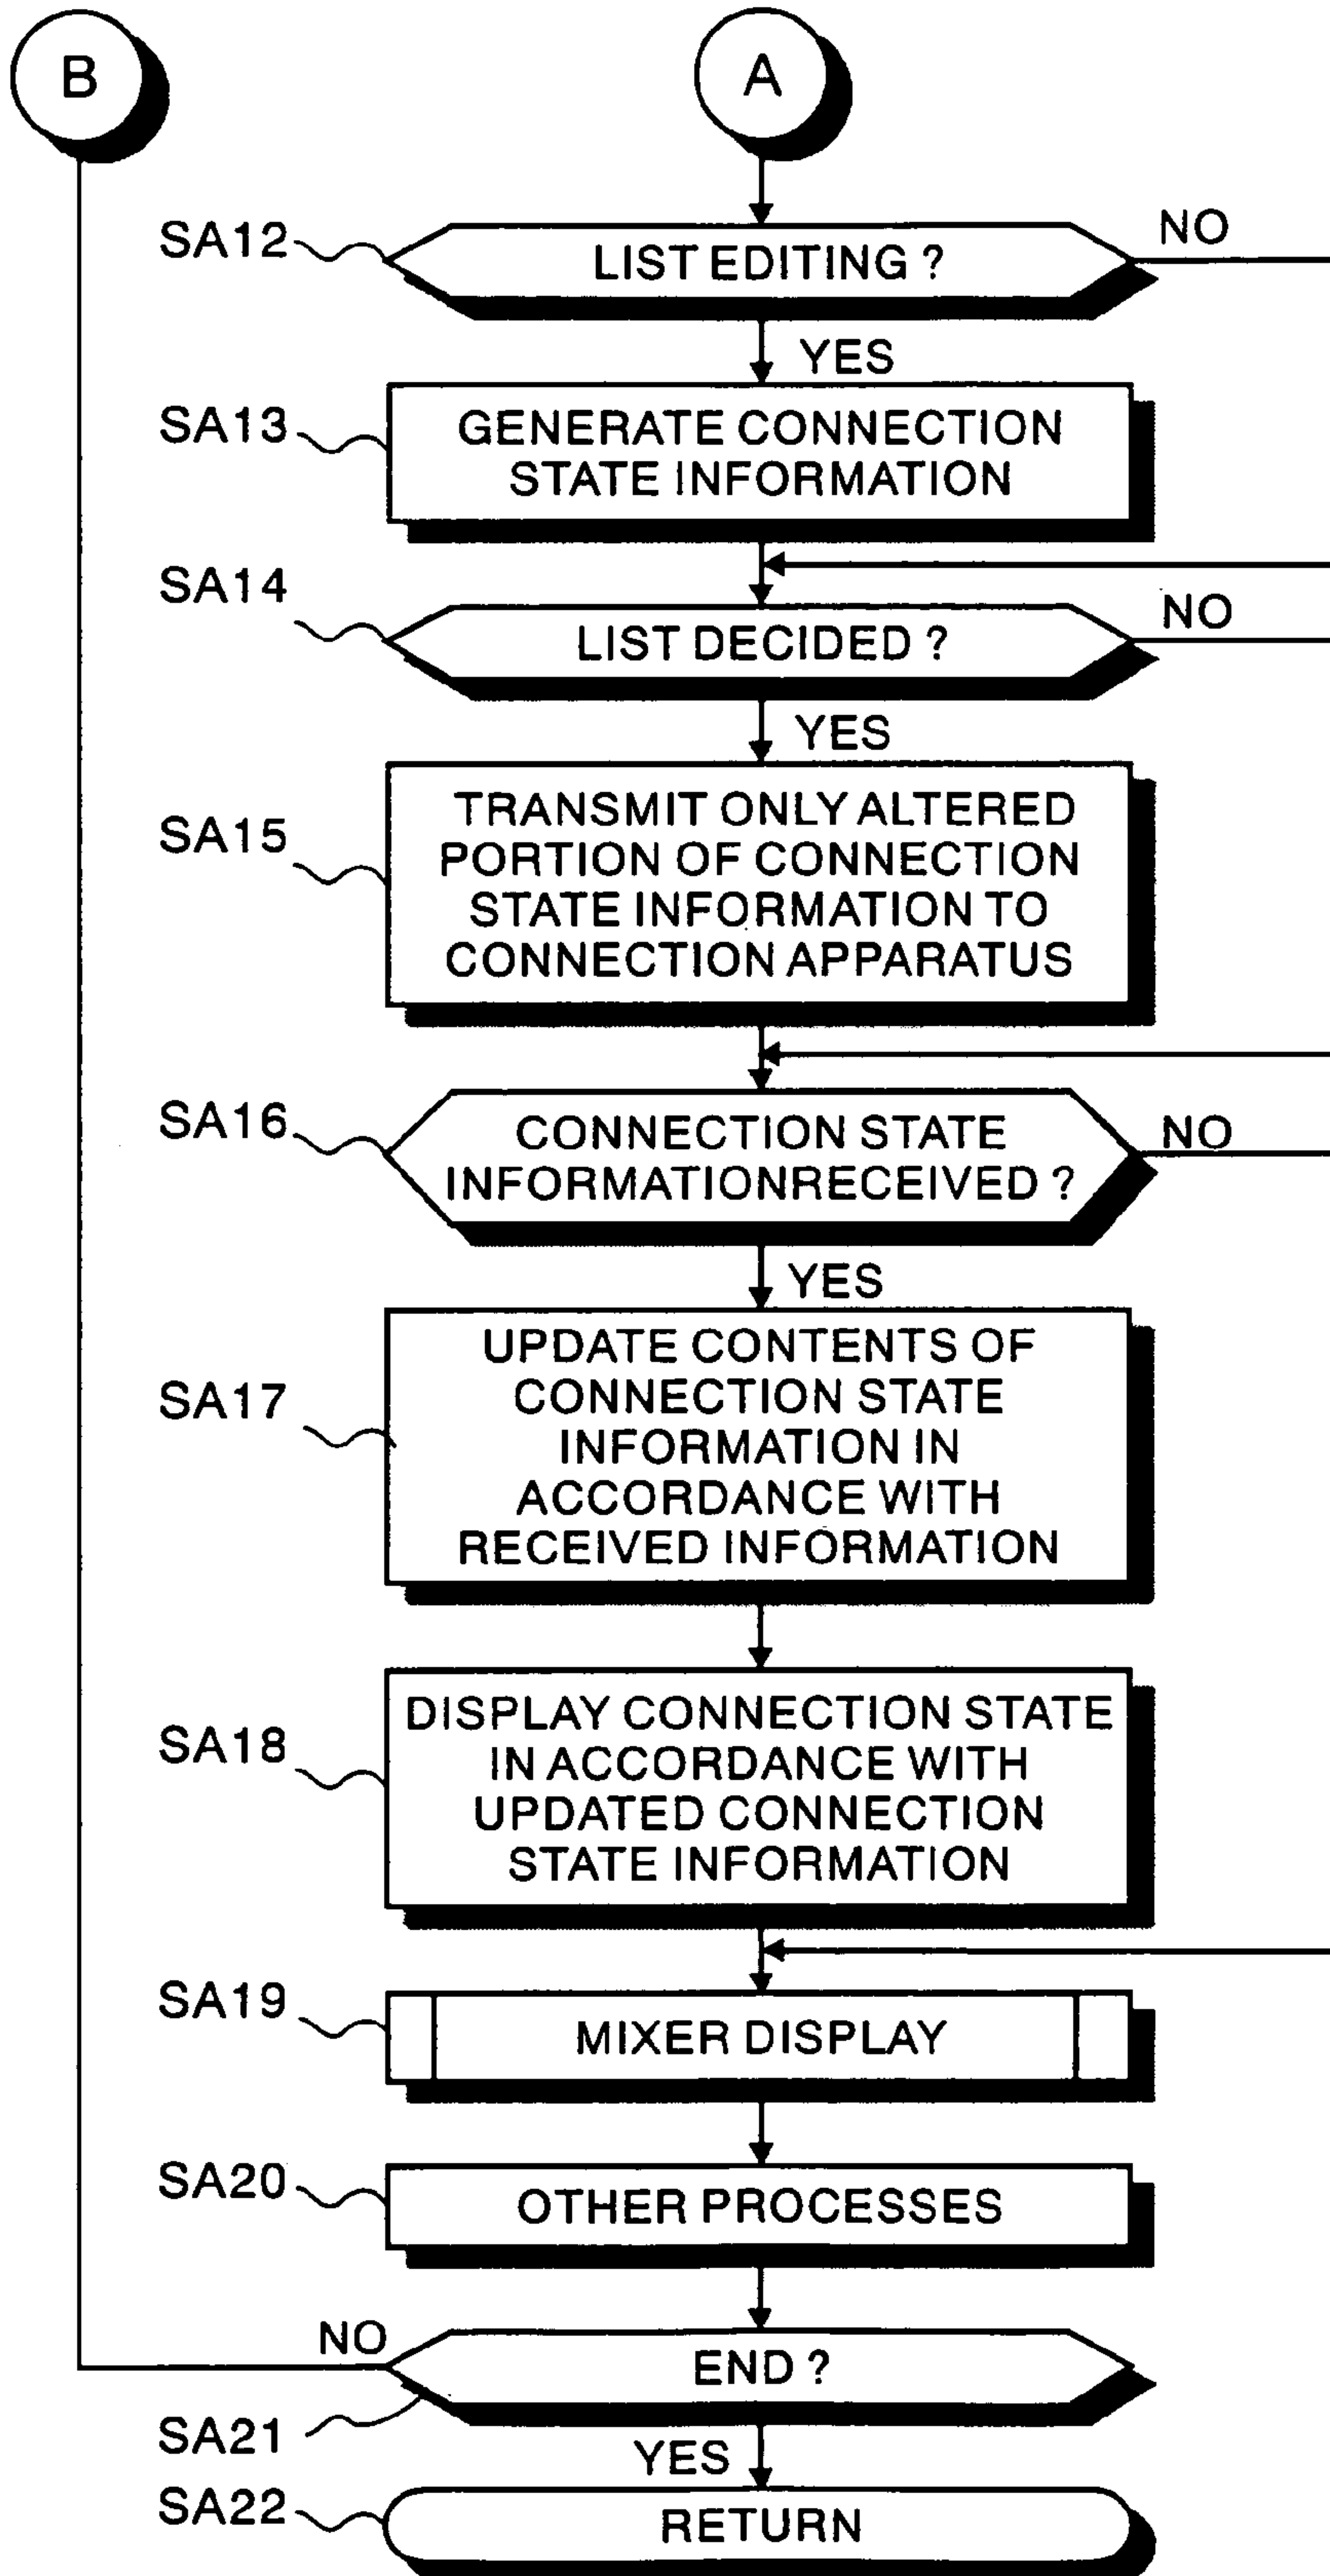 B
A
SA12
LIST EDITING ?
NO
YES
SA13
GENERATE CONNECTION
STATE INFORMATION
SA14
LIST DECIDED ?
NO
YES
SA15
TRANSMIT ONLY ALTERED
PORTION OF CONNECTION
STATE INFORMATION TO
CONNECTION APPARATUS
SA16
CONNECTION STATE
INFORMATIONRECEIVED ?
NO
YES
SA17
UPDATE CONTENTS OF
CONNECTION STATE
INFORMATION IN
ACCORDANCE WITH
RECEIVED INFORMATION
SA18
DISPLAY CONNECTION STATE
IN ACCORDANCE WITH
UPDATED CONNECTION
STATE INFORMATION
SA19
MIXER DISPLAY
SA20
OTHER PROCESSES
NO
END ?
SA21
YES
SA22
RETURN